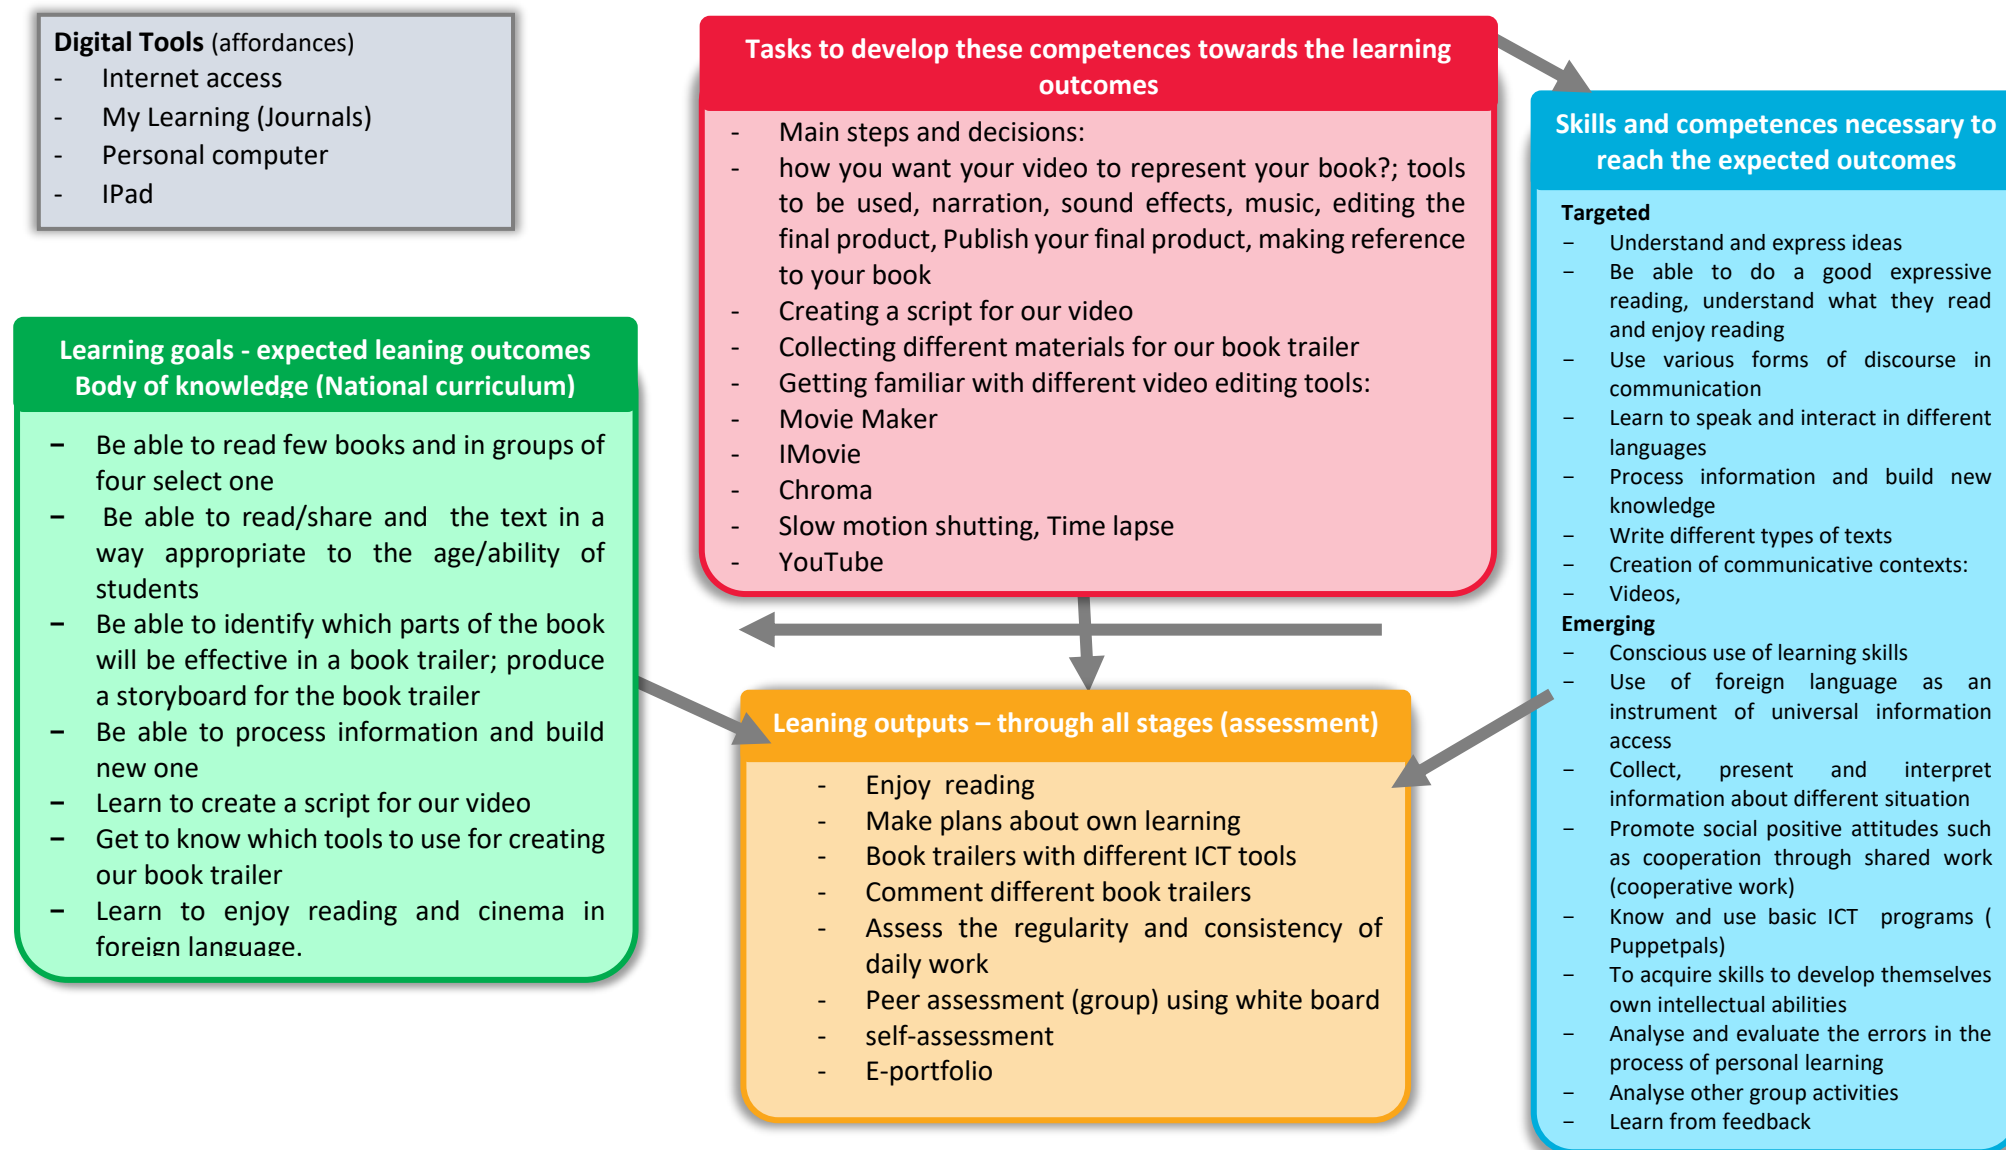 Digital Tools (affordances)
- Internet access
- My Learning (Journals)
- Personal computer
- IPad
Tasks to develop these competences towards the learning
outcomes
- Main steps and decisions:
- how you want your video to represent your book?; tools
to be used, narration, sound effects, music, editing the
final product, Publish your final product, making reference
to your book
- Creating a script for our video
- Collecting different materials for our book trailer
- Getting familiar with different video editing tools:
- Movie Maker
- IMovie
- Chroma
- Slow motion shutting, Time lapse
- YouTube
Skills and competences necessary to
reach the expected outcomes
Targeted
– Understand and express ideas
– Be able to do a good expressive
reading, understand what they read
and enjoy reading
– Use various forms of discourse in
communication
– Learn to speak and interact in different
languages
– Process information and build new
knowledge
– Write different types of texts
– Creation of communicative contexts:
– Videos,
Emerging
– Conscious use of learning skills
– Use of foreign language as an
instrument of universal information
access
– Collect, present and interpret
information about different situation
– Promote social positive attitudes such
as cooperation through shared work
(cooperative work)
– Know and use basic ICT programs (
Puppetpals)
– To acquire skills to develop themselves
own intellectual abilities
– Analyse and evaluate the errors in the
process of personal learning
– Analyse other group activities
– Learn from feedback
Learning goals - expected leaning outcomes
Body of knowledge (National curriculum)
– Be able to read few books and in groups of
four select one
– Be able to read/share and the text in a
way appropriate to the age/ability of
students
– Be able to identify which parts of the book
will be effective in a book trailer; produce
a storyboard for the book trailer
– Be able to process information and build
new one
– Learn to create a script for our video
– Get to know which tools to use for creating
our book trailer
– Learn to enjoy reading and cinema in
foreign language.
Leaning outputs – through all stages (assessment)
- Enjoy reading
- Make plans about own learning
- Book trailers with different ICT tools
- Comment different book trailers
- Assess the regularity and consistency of
daily work
- Peer assessment (group) using white board
- self-assessment
- E-portfolio